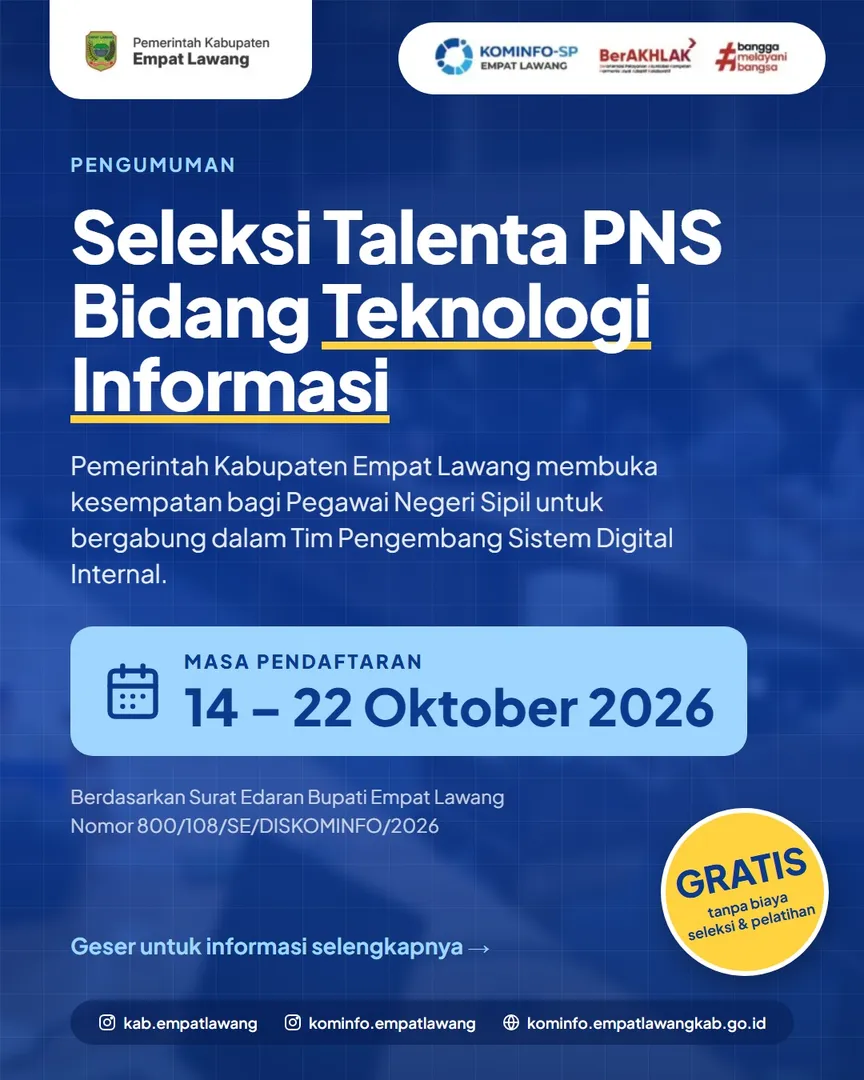 Pemerintah Kabupaten
Empat Lawang
KOMINFO-SP
EMPAT LAWANG
BerAKHLAK
#bangga
melayani
bangsa
PENGUMUMAN
Seleksi Talenta PNS
Bidang Teknologi
Informasi
Pemerintah Kabupaten Empat Lawang membuka
kesempatan bagi Pegawai Negeri Sipil untuk
bergabung dalam Tim Pengembang Sistem Digital
Internal.
MASA PENDAFTARAN
14 – 22 Oktober 2026
Berdasarkan Surat Edaran Bupati Empat Lawang
Nomor 800/108/SE/DISKOMINFO/2026
GRATIS
tanpa biaya
seleksi & pelatihan
Geser untuk informasi selengkapnya →
kab.empatlawang
kominfo.empatlawang
kominfo.empatlawangkab.go.id